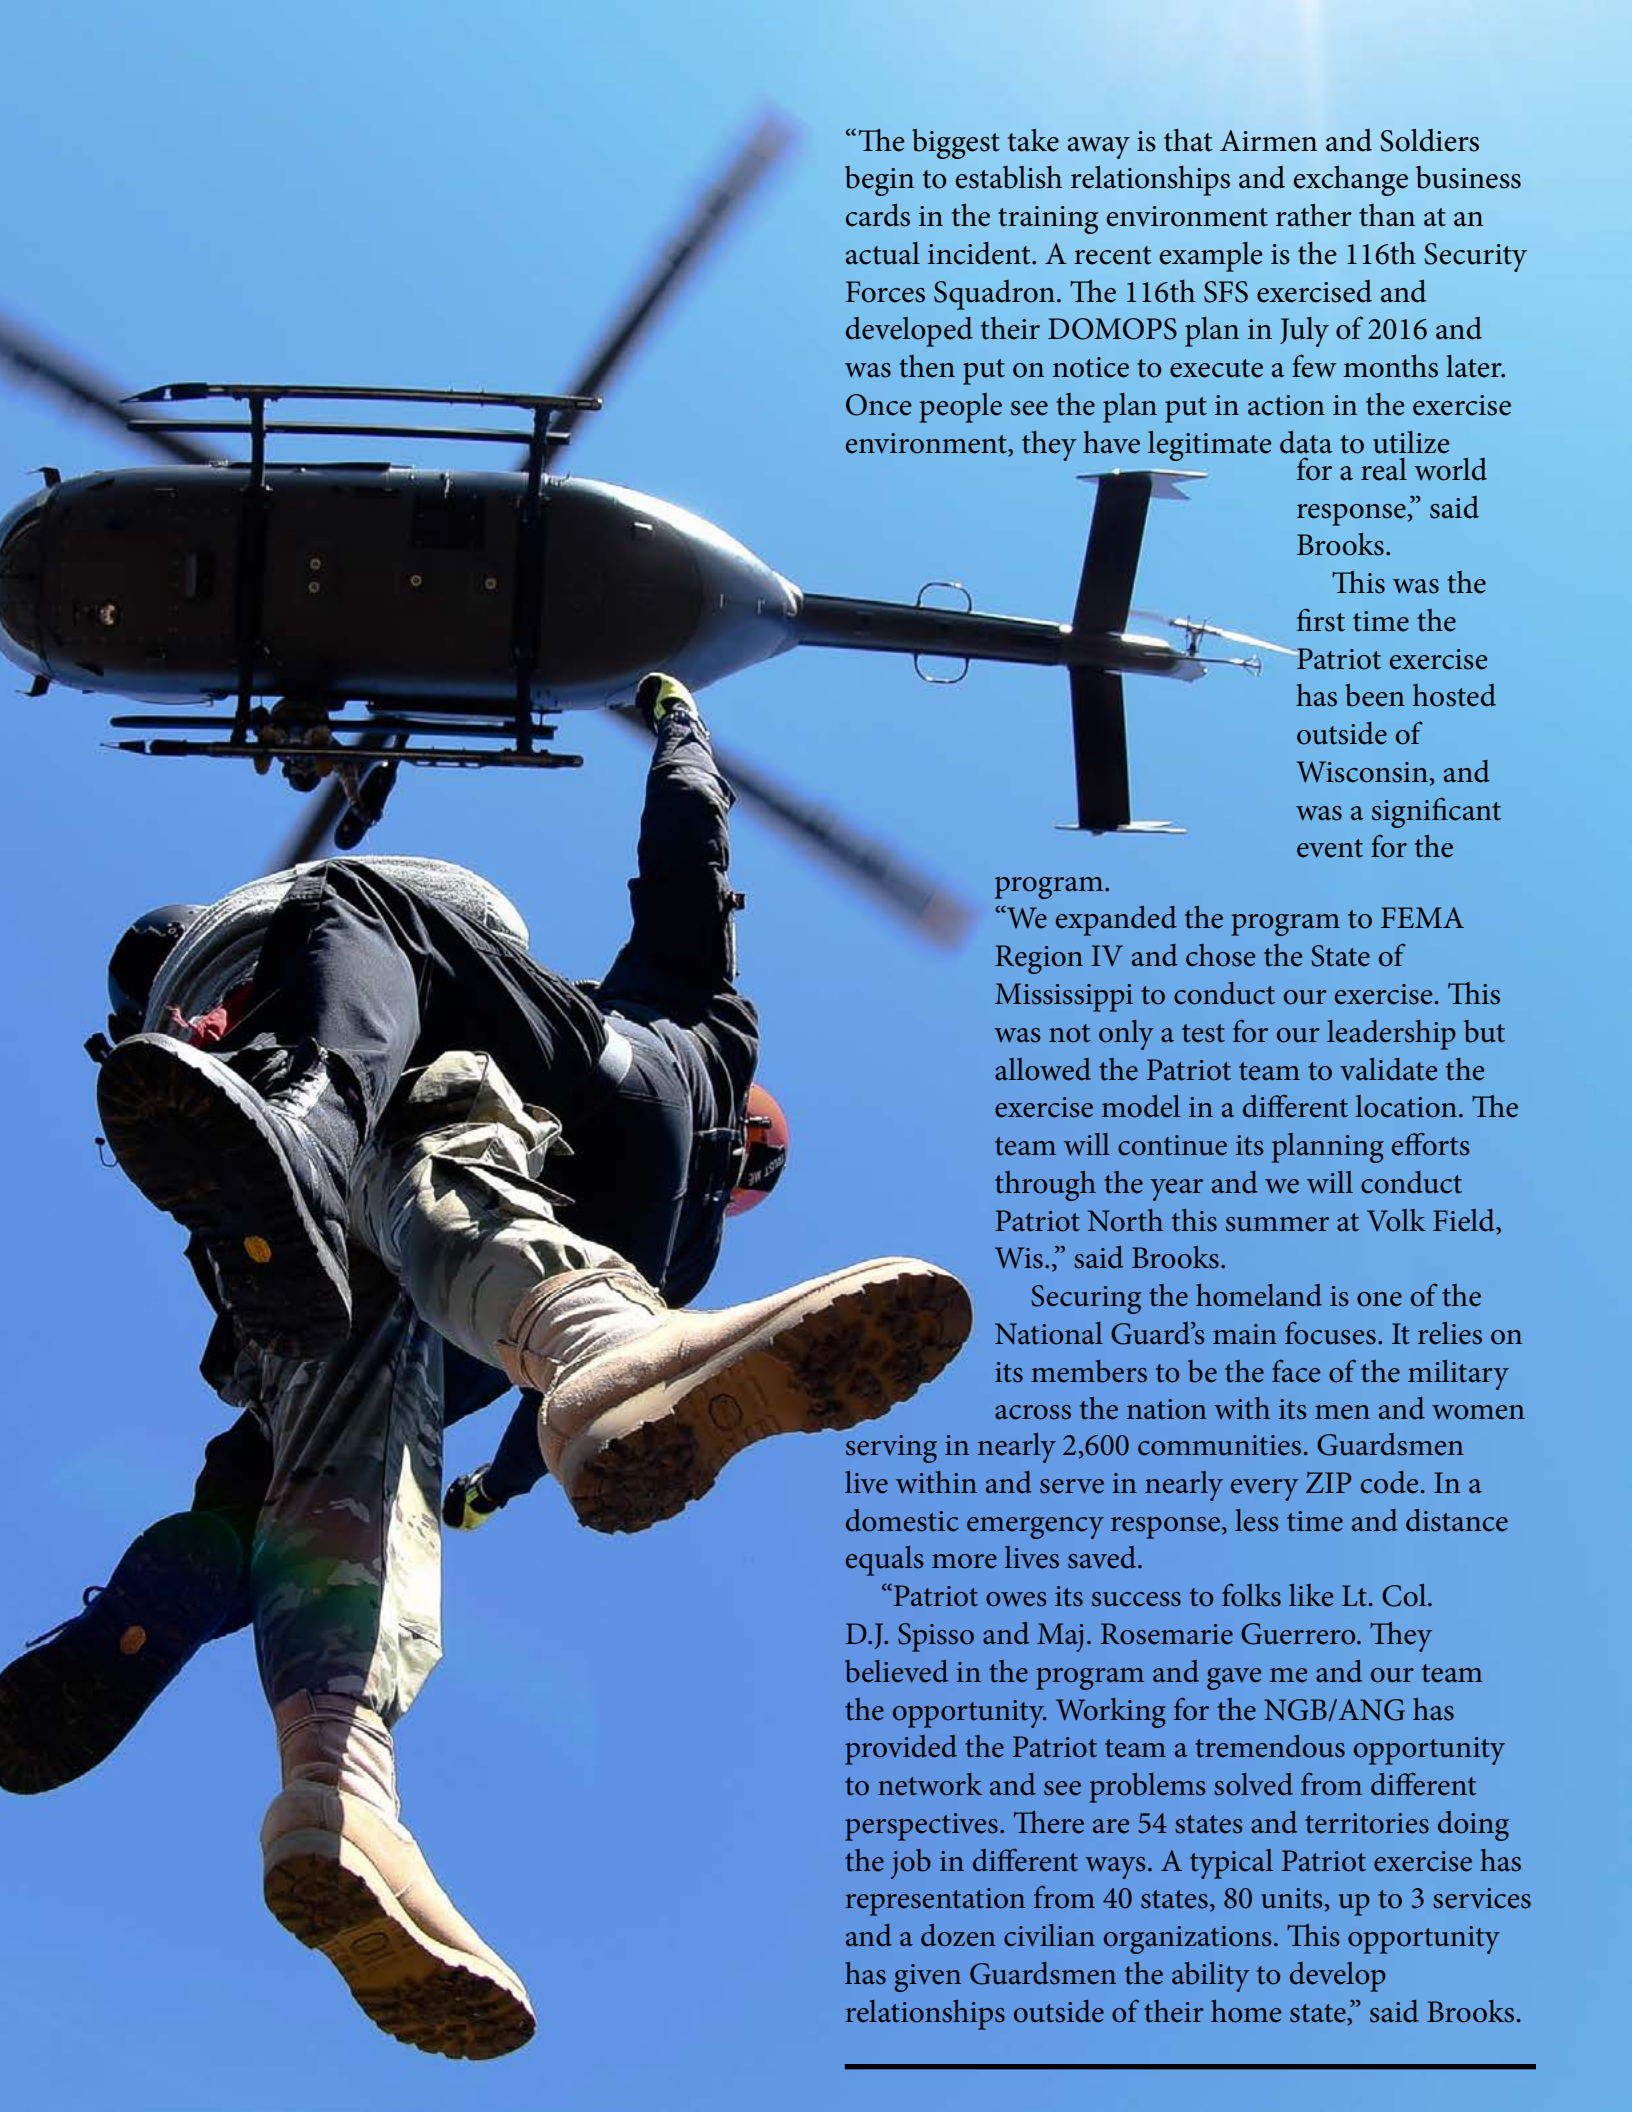 “The biggest take away is that Airmen and Soldiers
begin to establish relationships and exchange business
cards in the training environment rather than at an
actual incident. A recent example is the 116th Security
Forces Squadron. The 116th SFS exercised and
developed their DOMOPS plan in July of 2016 and
was then put on notice to execute a few months later.
Once people see the plan put in action in the exercise
environment, they have legitimate data to utilize
for a real world
response,” said
Brooks.
This was the
first time the
Patriot exercise
has been hosted
outside of
Wisconsin, and
was a significant
event for the
program.
“We expanded the program to FEMA
Region IV and chose the State of
Mississippi to conduct our exercise. This
was not only a test for our leadership but
allowed the Patriot team to validate the
exercise model in a different location. The
team will continue its planning efforts
through the year and we will conduct
Patriot North this summer at Volk Field,
Wis.,” said Brooks.
Securing the homeland is one of the
National Guard’s main focuses. It relies on
its members to be the face of the military
across the nation with its men and women
serving in nearly 2,600 communities. Guardsmen
live within and serve in nearly every ZIP code. In a
domestic emergency response, less time and distance
equals more lives saved.
“Patriot owes its success to folks like Lt. Col.
D.J. Spisso and Maj. Rosemarie Guerrero. They
believed in the program and gave me and our team
the opportunity. Working for the NGB/ANG has
provided the Patriot team a tremendous opportunity
to network and see problems solved from different
perspectives. There are 54 states and territories doing
the job in different ways. A typical Patriot exercise has
representation from 40 states, 80 units, up to 3 services
and a dozen civilian organizations. This opportunity
has given Guardsmen the ability to develop
relationships outside of their home state,” said Brooks.
TRUST ME